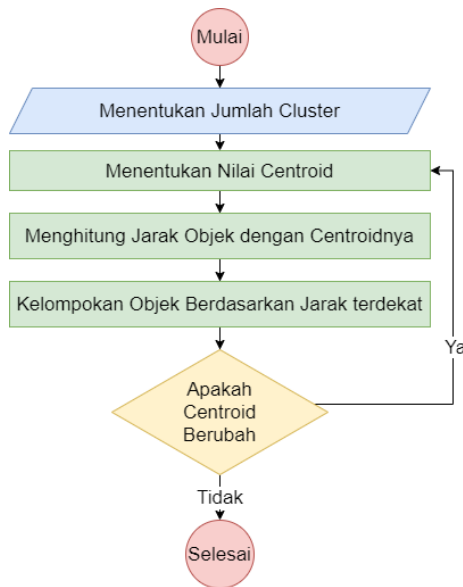 Mulai
Menentukan Jumlah Cluster
Menentukan Nilai Centroid
Menghitung Jarak Objek dengan Centroidnya
Kelompokan Objek Berdasarkan Jarak terdekat
Apakah
Centroid
Berubah
Ya
Tidak
Selesai